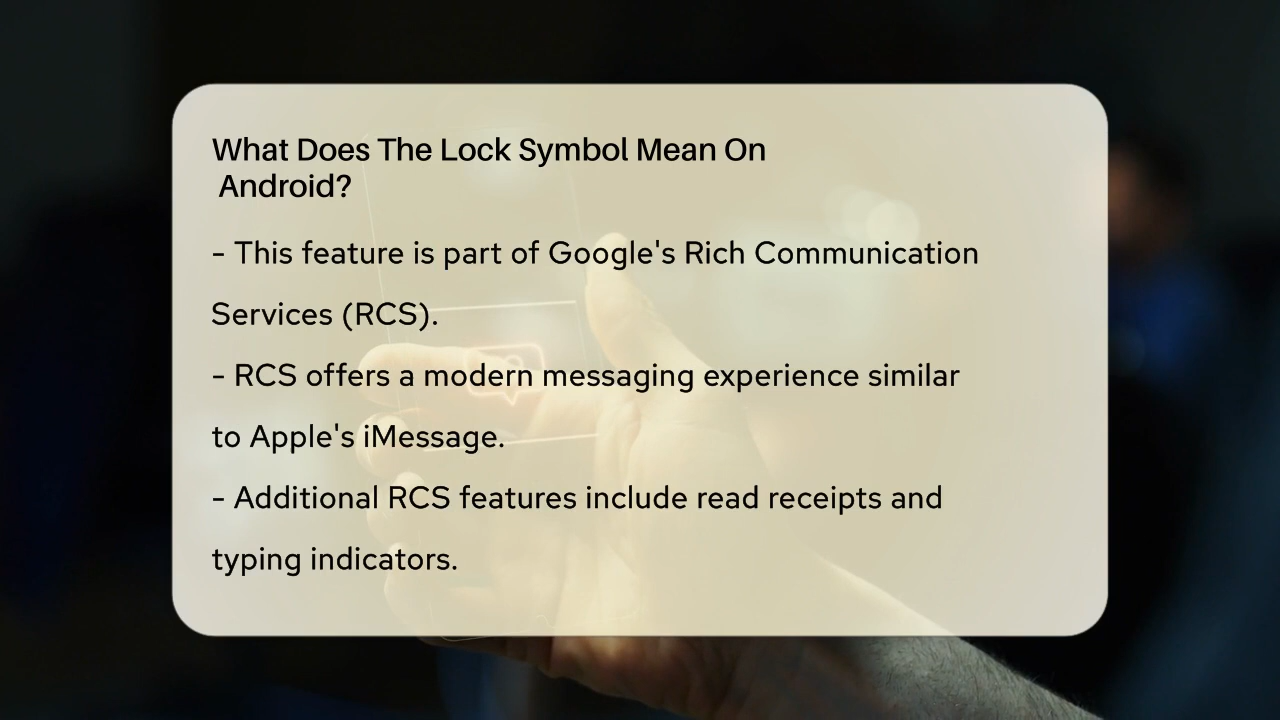 What Does The Lock Symbol Mean On
Android?
- This feature is part of Google's Rich Communication
Services (RCS).
- RCS offers a modern messaging experience similar
to Apple's iMessage.
- Additional RCS features include read receipts and
typing indicators.